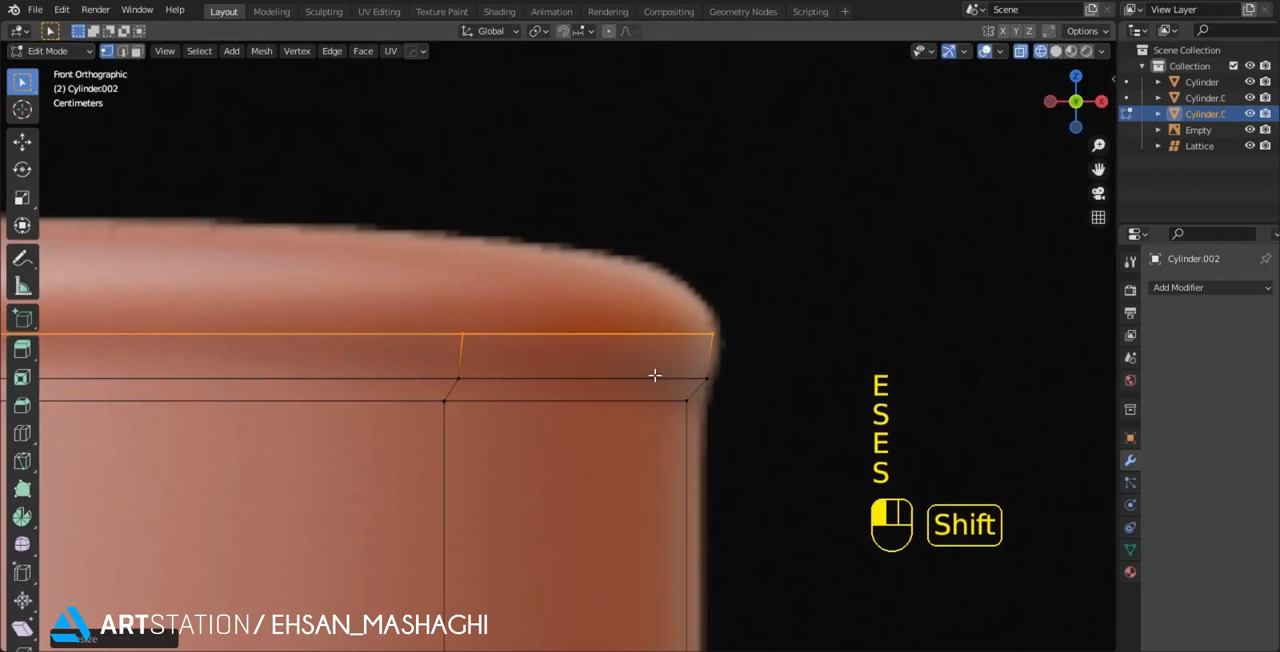 File Edit Render Window Help Layout Modeling Sculpting UV Editing Texture Paint Shading Animation Rendering Compositing Geometry Nodes Scripting + Scene View Layer
Global Options
Edit Mode View Select Add Mesh Vertex Edge Face UV X Y Z
Front Orthographic
(2) Cylinder.002
Centimeters
Z
Y
X
Scene Collection
Collection
Cylinder
Cylinder.0
Cylinder.0
Empty
Lattice
Cylinder.002
Add Modifier
E
S
E
S
Shift
ARTSTATION / EHSAN_MASHAGHI